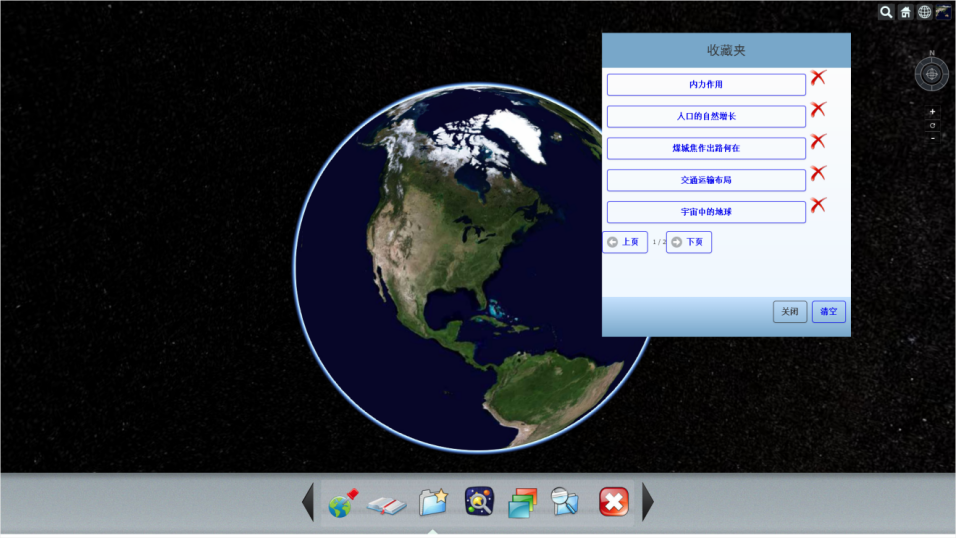 收藏夹
N
内力作用
人口的自然增长
煤城焦作出路何在
交通运输布局
宇宙中的地球
上页 1 / 2 下页
关闭 清空